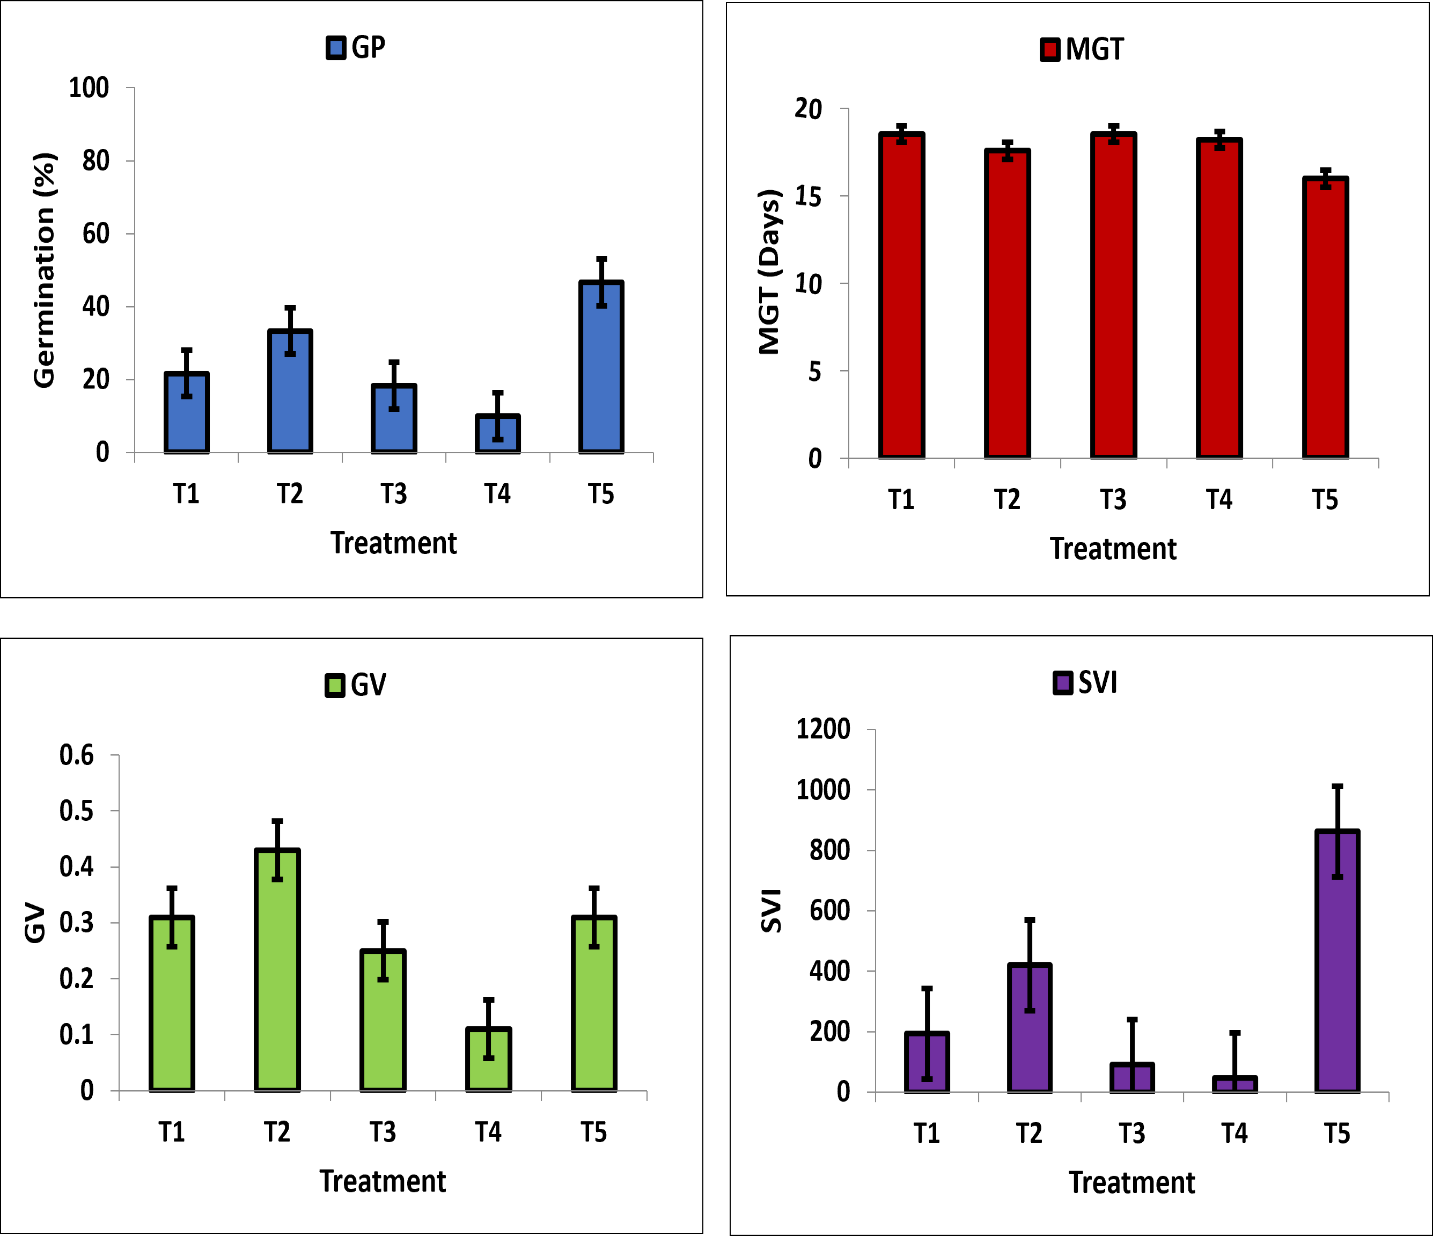 GP
100
80
60
40
20
0
Germination (%)
T1 T2 T3 T4 T5
Treatment
MGT
20
15
10
5
0
MGT (Days)
T1 T2 T3 T4 T5
Treatment
GV
0.6
0.5
0.4
0.3
0.2
0.1
0
GV
T1 T2 T3 T4 T5
Treatment
SVI
1200
1000
800
600
400
200
0
SVI
T1 T2 T3 T4 T5
Treatment